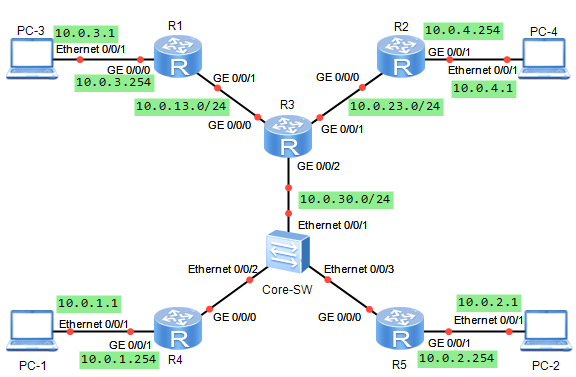 PC-3
10.0.3.1
Ethernet 0/0/1
R1
GE 0/0/0
10.0.3.254
GE 0/0/1
10.0.13.0/24
GE 0/0/0
R2
10.0.4.254
GE 0/0/1
PC-4
Ethernet 0/0/1
10.0.4.1
GE 0/0/0
10.0.23.0/24
R3
GE 0/0/1
R
R
R
GE 0/0/2
10.0.30.0/24
Ethernet 0/0/1
Ethernet 0/0/2
Ethernet 0/0/3
Core-SW
10.0.1.1
Ethernet 0/0/1
GE 0/0/0
GE 0/0/1
10.0.1.254
PC-1
R
R4
10.0.2.1
GE 0/0/0
Ethernet 0/0/1
GE 0/0/1
10.0.2.254
R
R5
PC-2